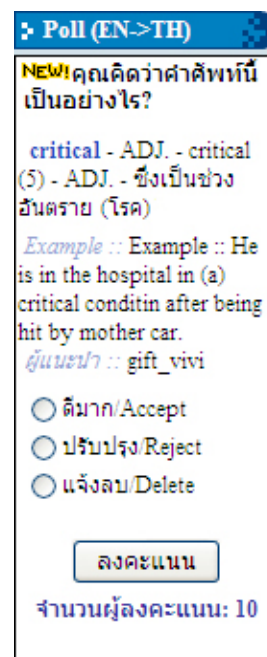 Poll (EN->TH)
NEW!คุณคิดว่าคำศัพท์นี้
เป็นอย่างไร?
critical - ADJ. - critical
(5) - ADJ. - ซึ่งเป็นช่วง
อันตราย (โรค)
Example :: Example :: He
is in the hospital in (a)
critical conditin after being
hit by mother car.
ผู้แนะนำ :: gift_vivi
ดีมาก/Accept
ปรับปรุง/Reject
แจ้งลบ/Delete
ลงคะแนน
จำนวนผู้ลงคะแนน: 10